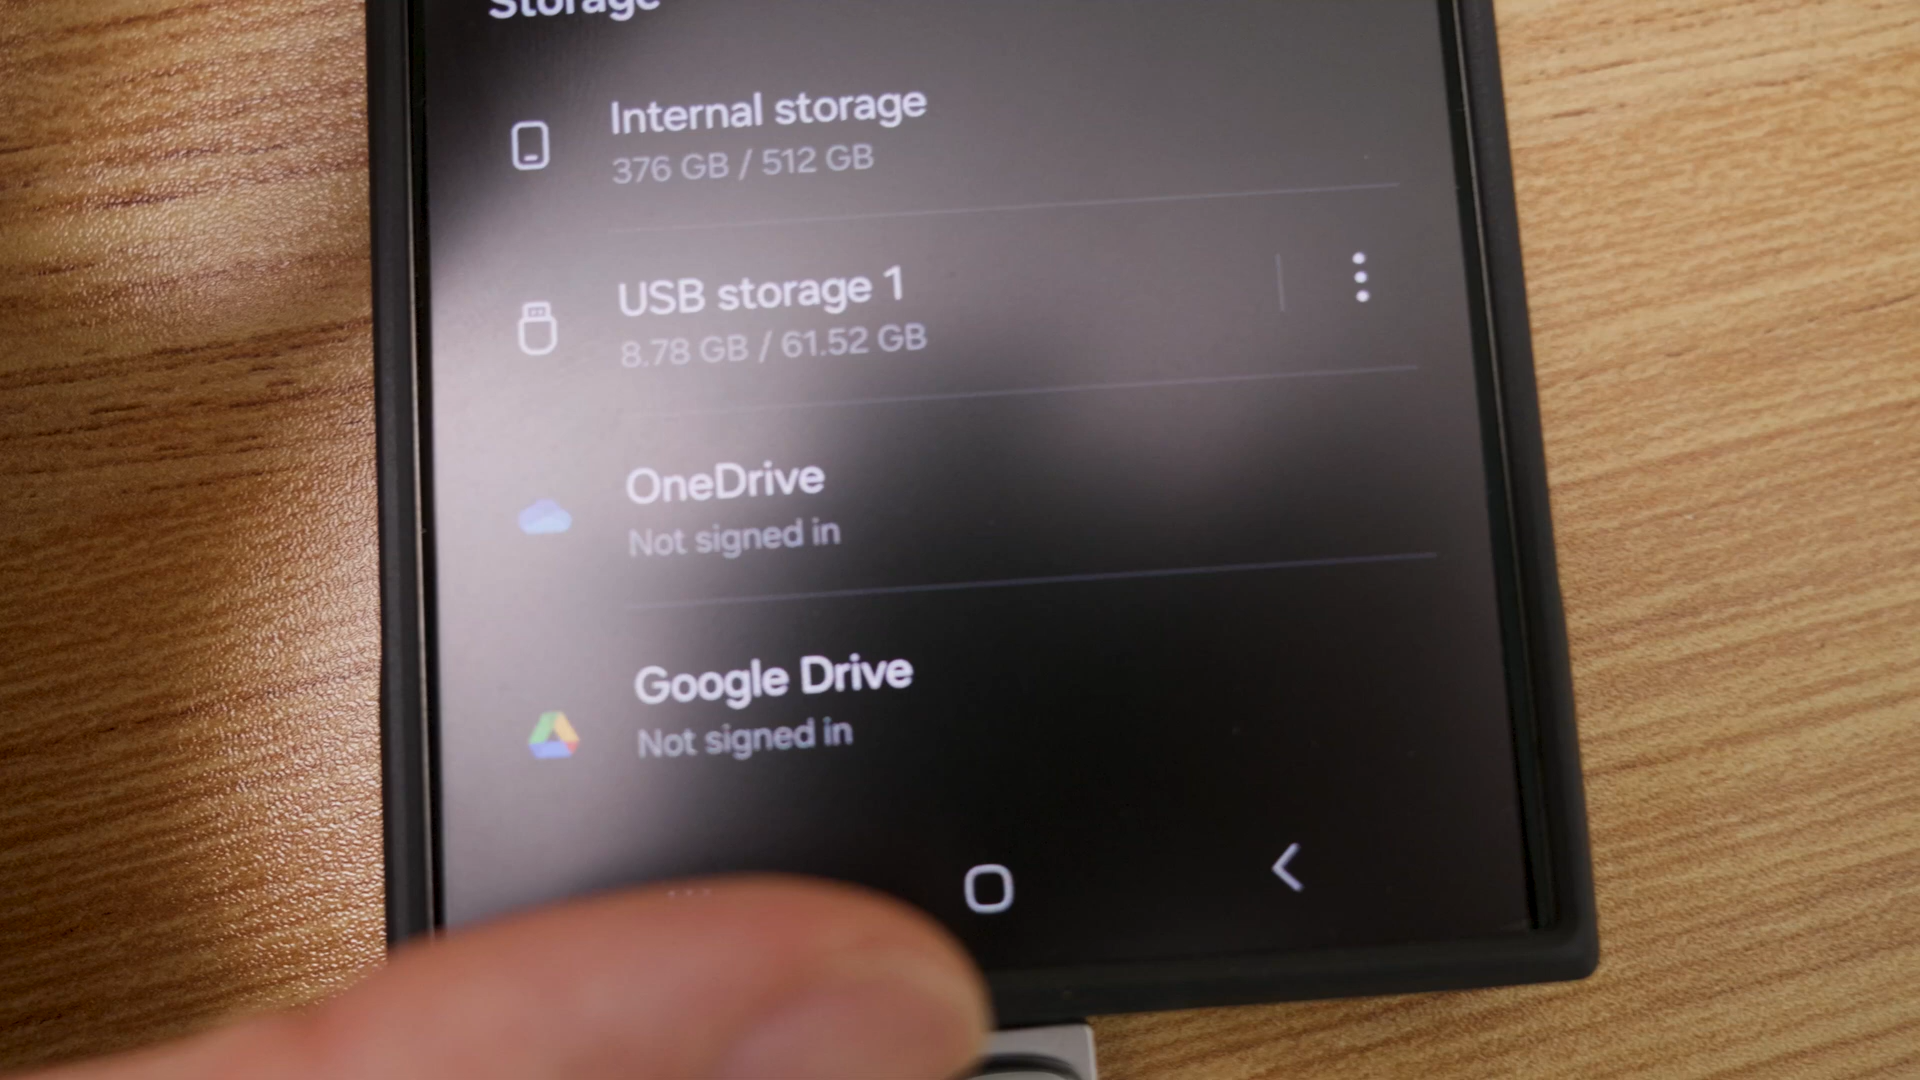 Storage
Internal storage
376 GB / 512 GB
USB storage 1
8.78 GB / 61.52 GB
OneDrive
Not signed in
Google Drive
Not signed in